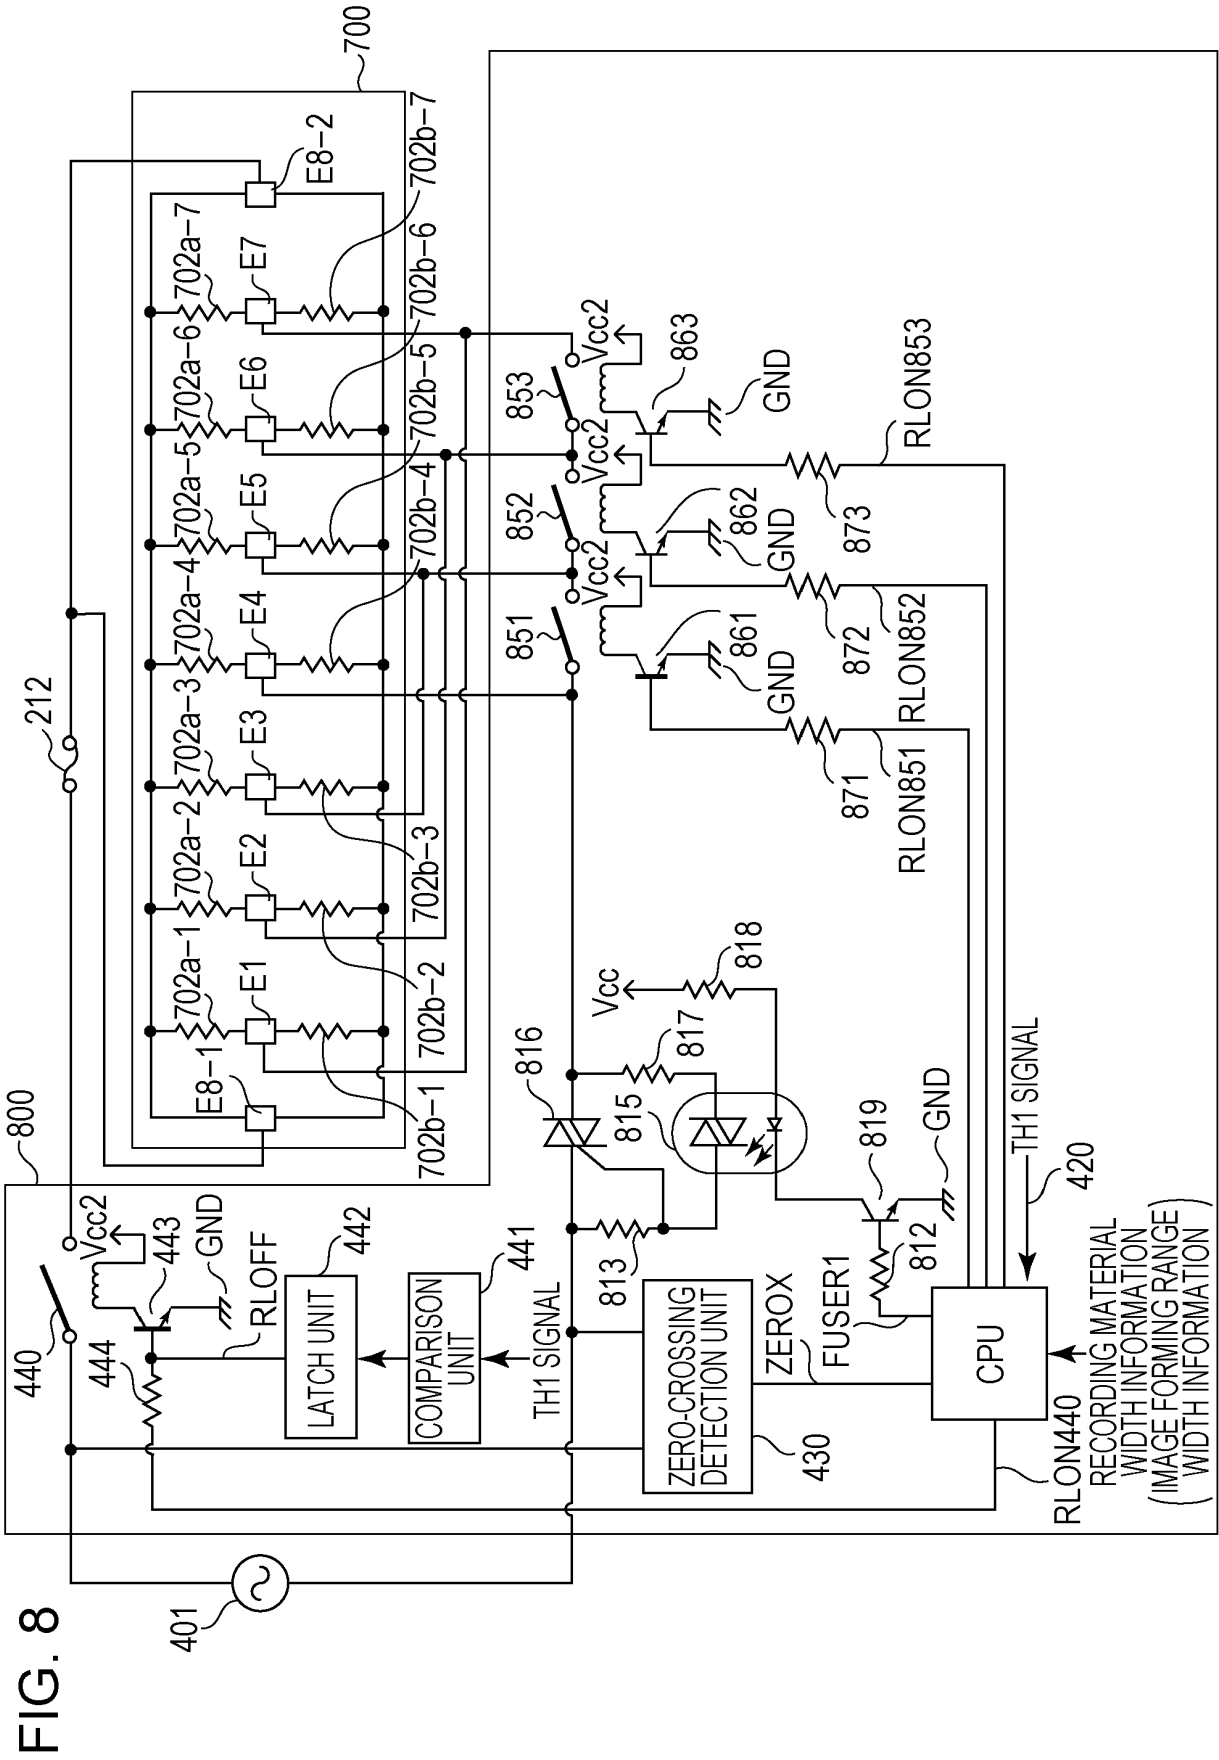 FIG. 8
800
700
401
440
212
444
Vcc2
443
GND
RLOFF
LATCH UNIT
442
COMPARISON
UNIT
441
TH1 SIGNAL
E8-1
E8-2
702a-1
702a-2
702a-3
702a-4
702a-5
702a-6
702a-7
E1
E2
E3
E4
E5
E6
E7
702b-1
702b-2
702b-3
702b-4
702b-5
702b-6
702b-7
816
851
852
853
Vcc2
Vcc2
Vcc2
813
815
817
Vcc
818
861
862
863
GND
GND
GND
ZERO-CROSSING
DETECTION UNIT
430
ZEROX
FUSER1
812
819
GND
871
872
873
RLON851
RLON852
RLON853
CPU
TH1 SIGNAL
420
RLON440
RECORDING MATERIAL
WIDTH INFORMATION
(IMAGE FORMING RANGE
WIDTH INFORMATION)